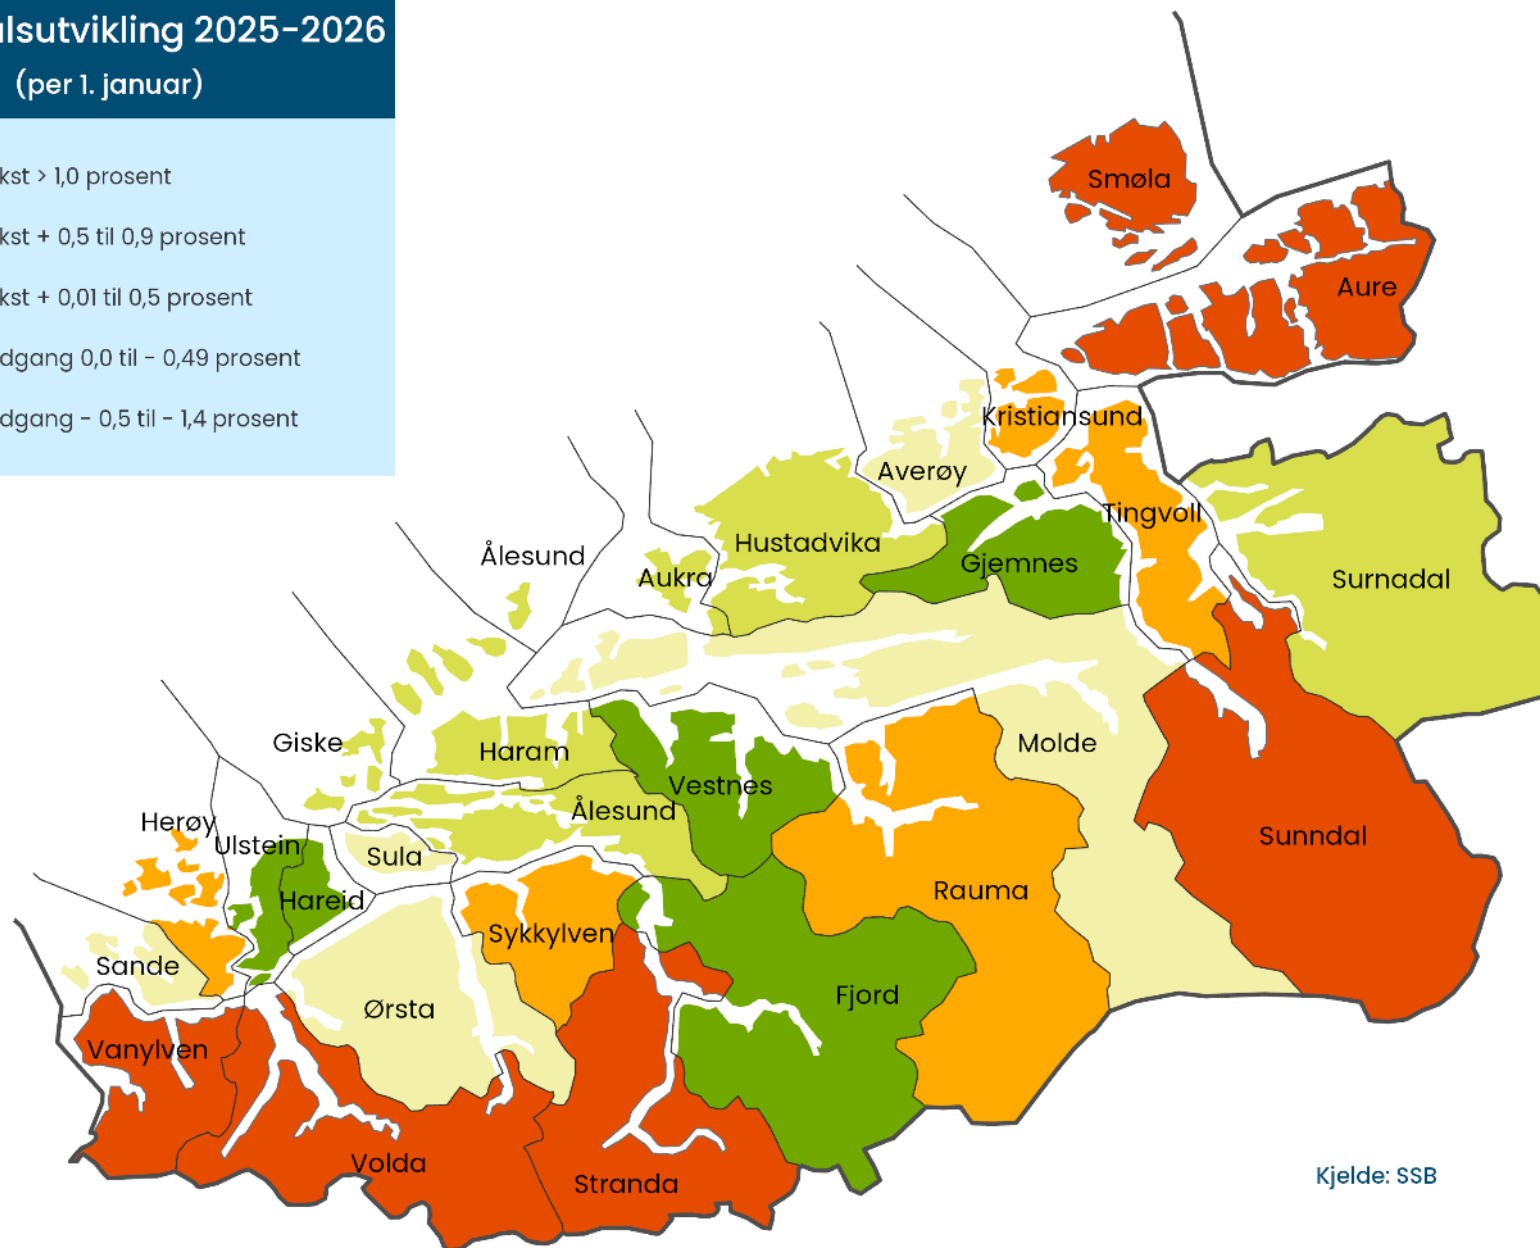 lsutvikling 2025-2026
(per 1. januar)
kst > 1,0 prosent
kst + 0,5 til 0,9 prosent
kst + 0,01 til 0,5 prosent
dgang 0,0 til - 0,49 prosent
dgang - 0,5 til - 1,4 prosent
Smøla
Aure
Kristiansund
Averøy
Tingvoll
Hustadvika
Ålesund
Gjemnes
Aukra
Surnadal
Giske
Haram
Molde
Vestnes
Ålesund
Herøy
Ulstein
Sunndal
Sula
Rauma
Hareid
Sykkylven
Sande
Fjord
Ørsta
Vanylven
Volda
Stranda
Kjelde: SSB